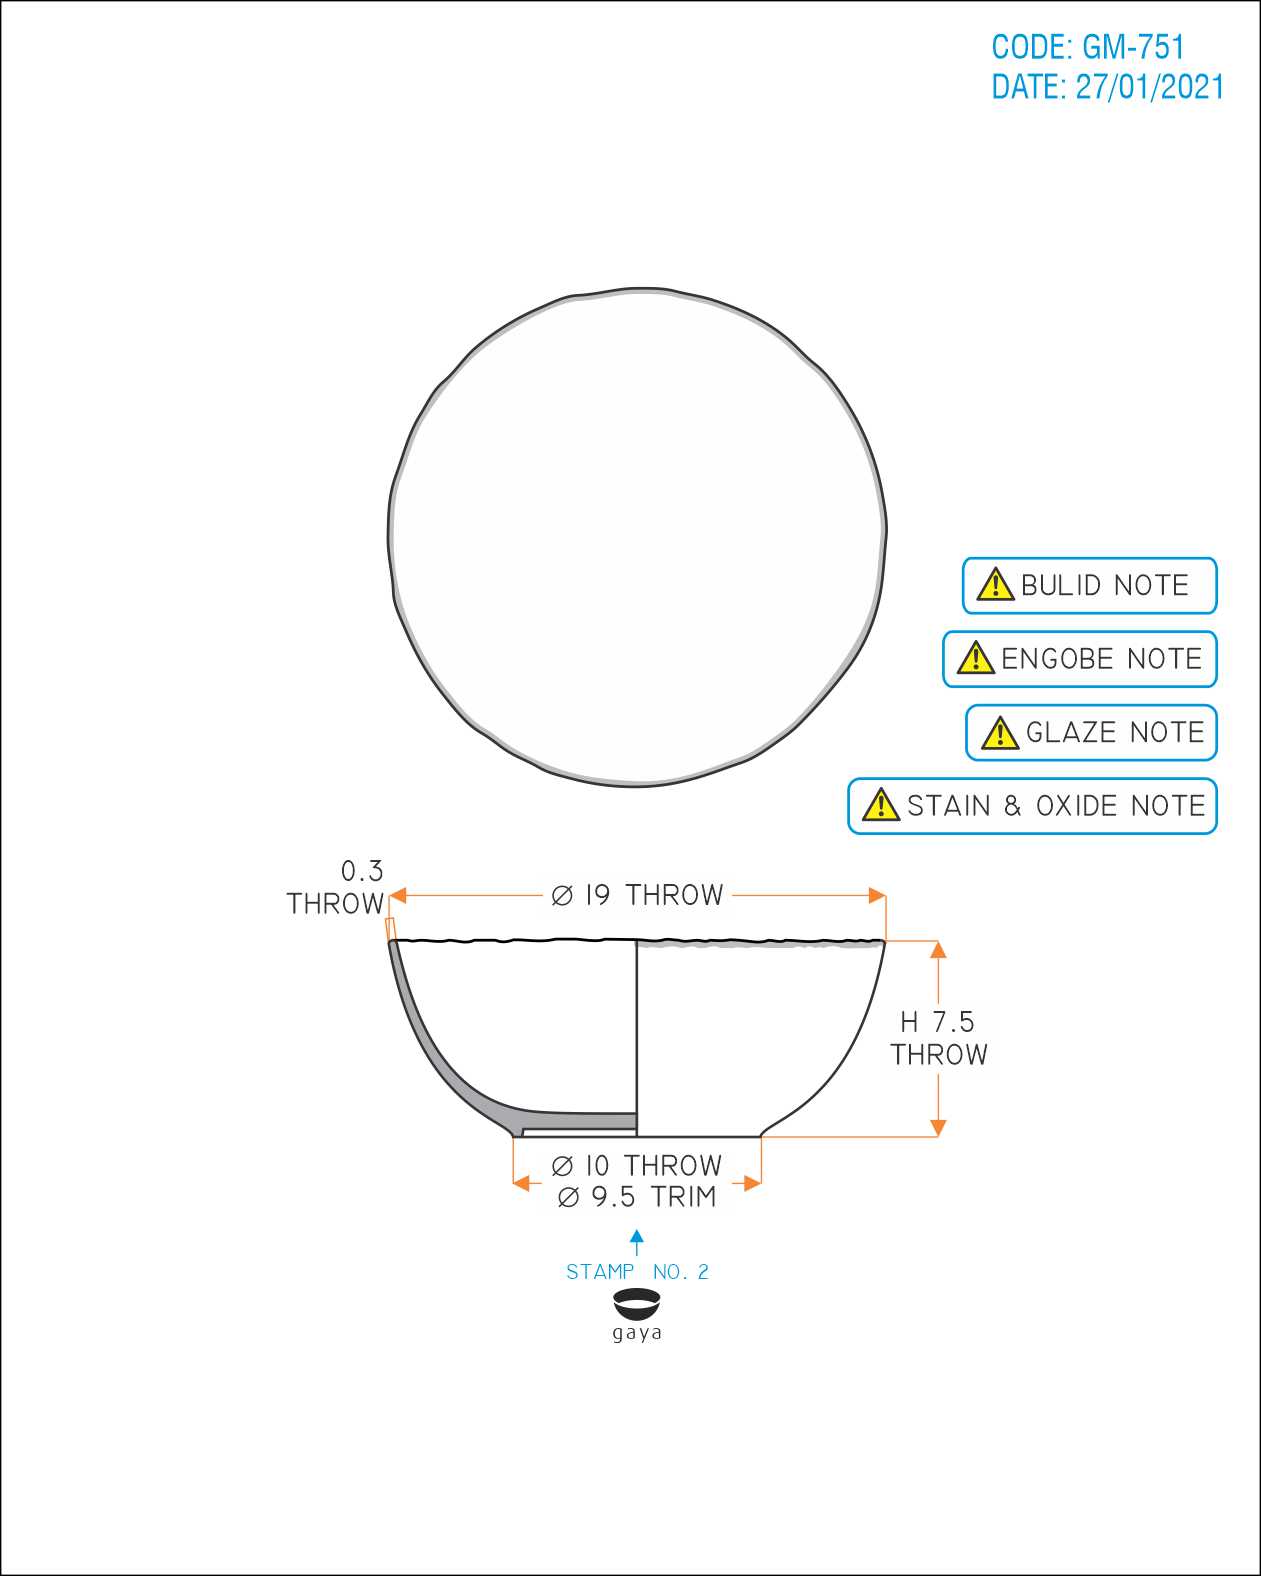 CODE: GM-751
DATE: 27/01/2021
BULID NOTE
ENGOBE NOTE
GLAZE NOTE
STAIN & OXIDE NOTE
0.3
THROW
⌀ 19 THROW
H 7.5
THROW
⌀ 10 THROW
⌀ 9.5 TRIM
STAMP NO. 2
gaya